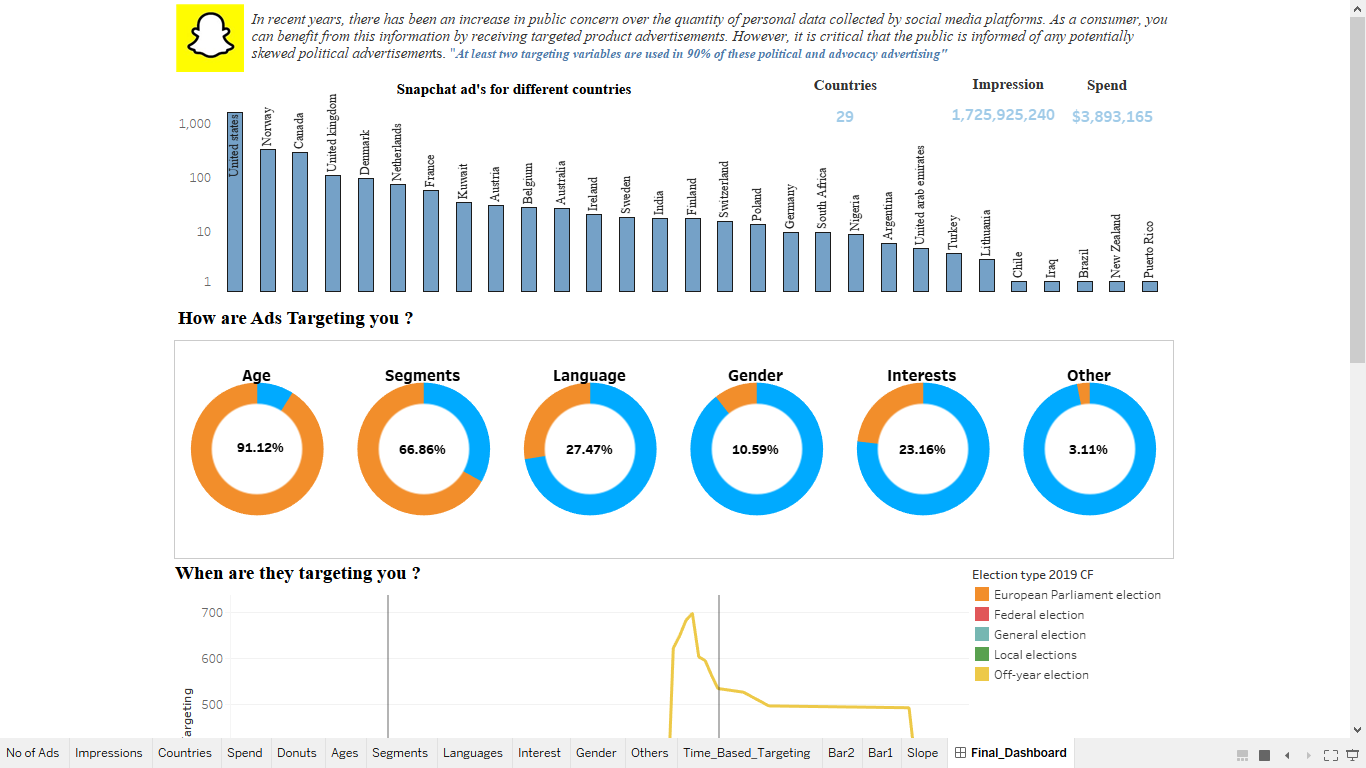 In recent years, there has been an increase in public concern over the quantity of personal data collected by social media platforms. As a consumer, you
can benefit from this information by receiving targeted product advertisements. However, it is critical that the public is informed of any potentially
skewed political advertisements. "At least two targeting variables are used in 90% of these political and advocacy advertising"
Snapchat ad's for different countries
Countries Impression Spend
29 1,725,925,240 $3,893,165
1,000
100
10
1
United states
Norway
Canada
United kingdom
Denmark
Netherlands
France
Kuwait
Austria
Belgium
Australia
Ireland
Sweden
India
Finland
Switzerland
Poland
Germany
South Africa
Nigeria
Argentina
United arab emirates
Turkey
Lithuania
Chile
Iraq
Brazil
New Zealand
Puerto Rico
How are Ads Targeting you ?
Age Segments Language Gender Interests Other
91.12% 66.86% 27.47% 10.59% 23.16% 3.11%
When are they targeting you ?
700
600
500
argeting
Election type 2019 CF
European Parliament election
Federal election
General election
Local elections
Off-year election
No of Ads Impressions Countries Spend Donuts Ages Segments Languages Interest Gender Others Time_Based_Targeting Bar2 Bar1 Slope Final_Dashboard